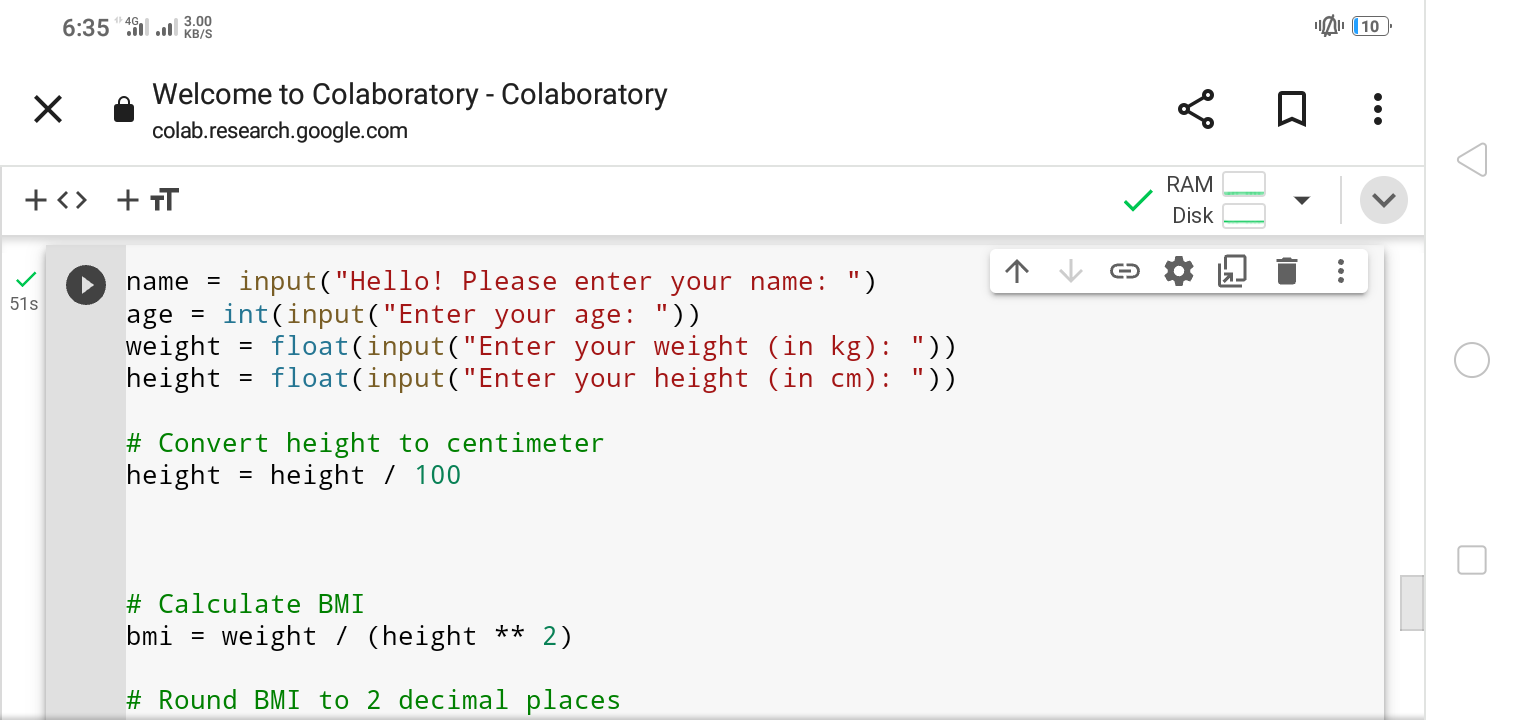 6:35 4G 3.00 KB/S 10
Welcome to Colaboratory - Colaboratory
colab.research.google.com
+ <> + TT RAM
Disk
51s
name = input("Hello! Please enter your name: ")
age = int(input("Enter your age: "))
weight = float(input("Enter your weight (in kg): "))
height = float(input("Enter your height (in cm): "))
# Convert height to centimeter
height = height / 100
# Calculate BMI
bmi = weight / (height ** 2)
# Round BMI to 2 decimal places